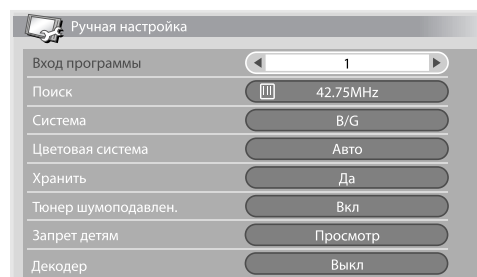 Ручная настройка
Вход программы 1
Поиск 42.75MHz
Система B/G
Цветовая система Авто
Хранить Да
Тюнер шумоподавлен. Вкл
Запрет детям Просмотр
Декодер Выкл